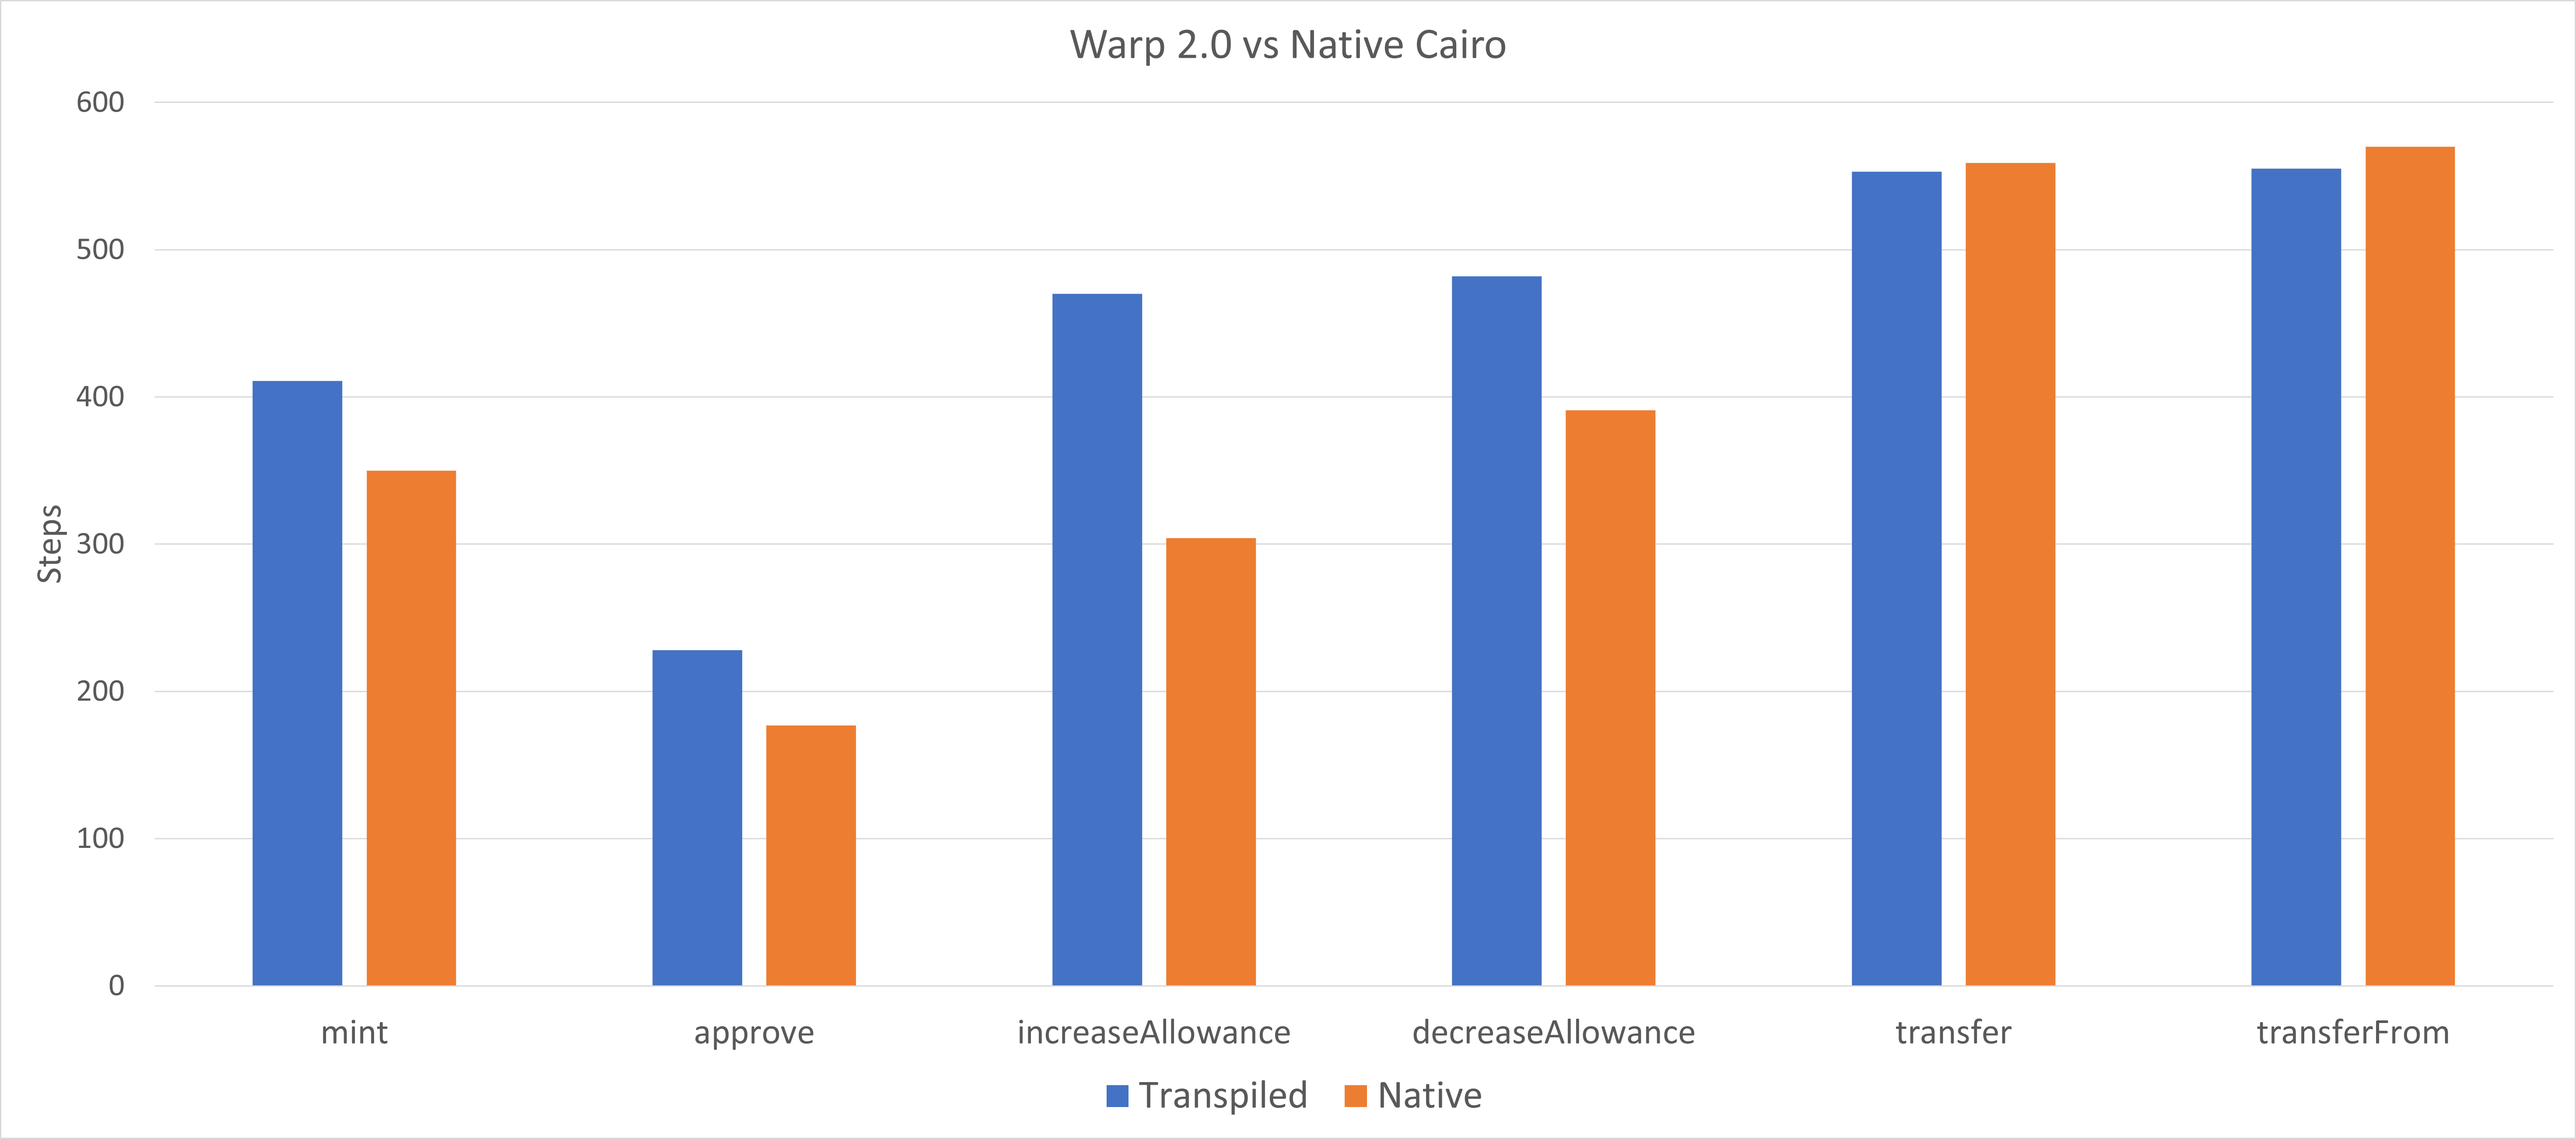 Warp 2.0 vs Native Cairo
600
500
400
300
200
100
0
Steps
mint approve increaseAllowance decreaseAllowance transfer transferFrom
Transpiled Native